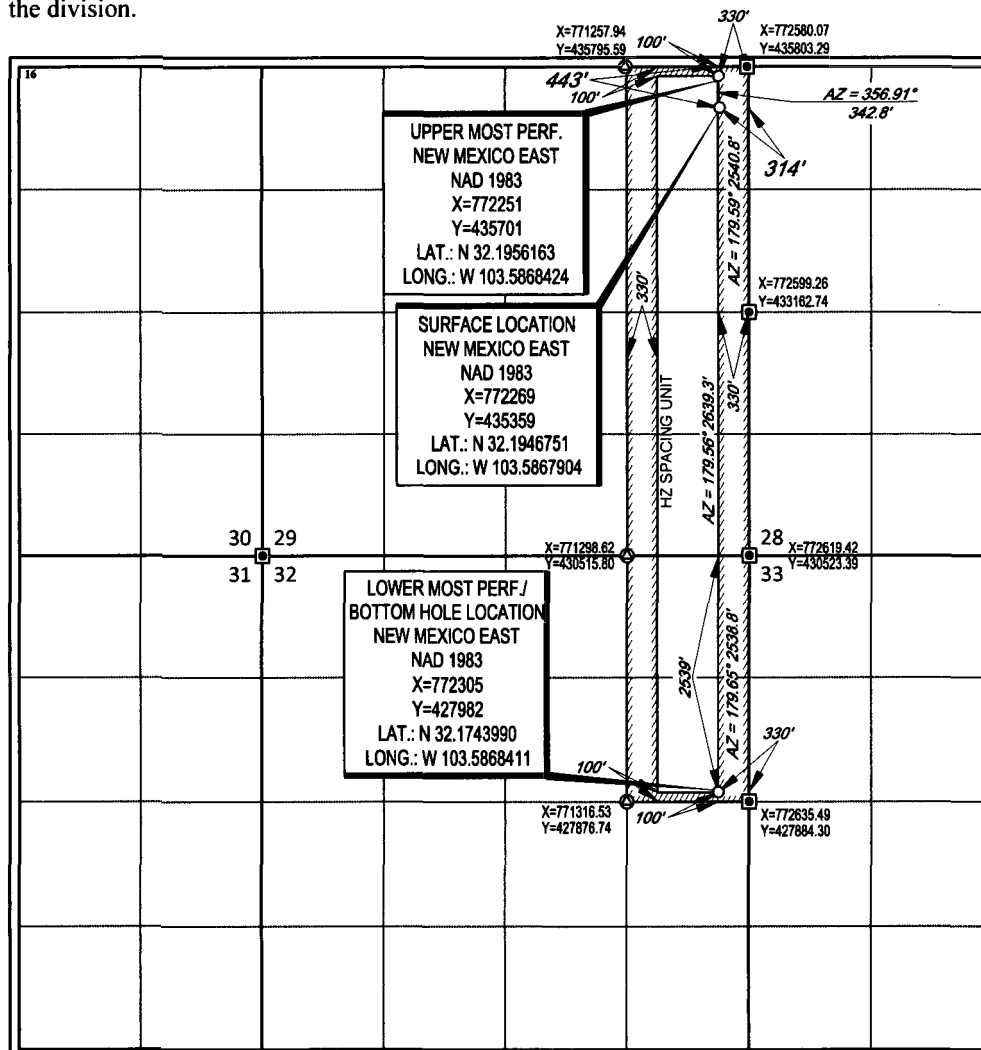 the division.
330'
X=771257.94
Y=435795.59
100'
X=772580.07
Y=435803.29
16
443'
100'
AZ = 356.91°
342.8'
UPPER MOST PERF.
NEW MEXICO EAST
NAD 1983
X=772251
Y=435701
LAT.: N 32.1956163
LONG.: W 103.5868424
314'
AZ = 179.59° 2540.8'
SURFACE LOCATION
NEW MEXICO EAST
NAD 1983
X=772269
Y=435359
LAT.: N 32.1946751
LONG.: W 103.5867904
330'
X=772599.26
Y=433162.74
330'
HZ SPACING UNIT
AZ = 179.56° 2639.3'
30 29
31 32
X=771298.62
Y=430515.80
28
33
X=772619.42
Y=430523.39
LOWER MOST PERF./
BOTTOM HOLE LOCATION
NEW MEXICO EAST
NAD 1983
X=772305
Y=427982
LAT.: N 32.1743990
LONG.: W 103.5868411
2539'
AZ = 179.65° 2538.8'
100'
330'
X=771316.53
Y=427876.74
100'
X=772635.49
Y=427884.30